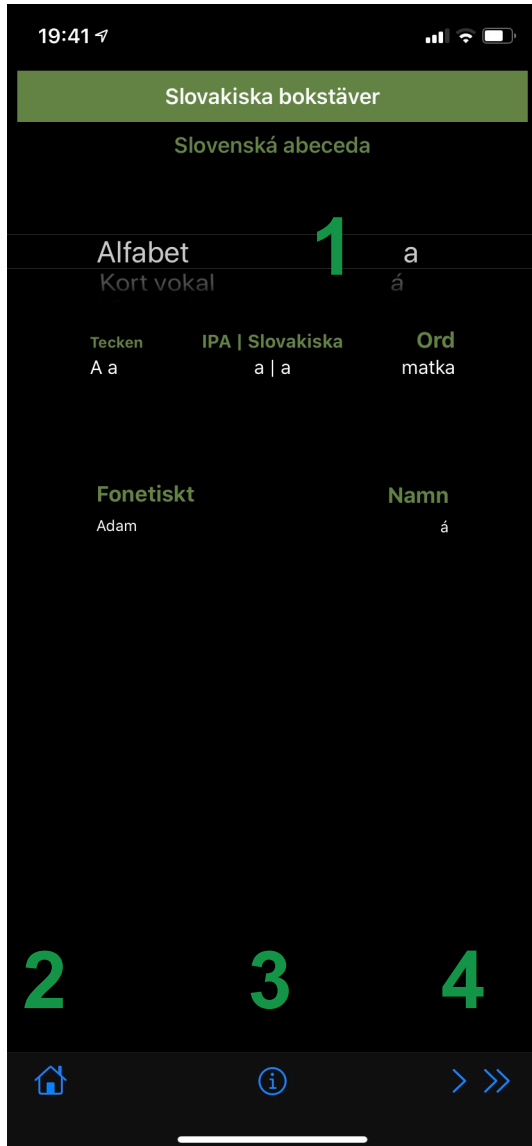 19:41
Slovakiska bokstäver
Slovenská abeceda
1
Alfabet a
Kort vokal á
Tecken IPA | Slovakiska Ord
A a a | a matka
Fonetiskt Namn
Adam á
2 3 4